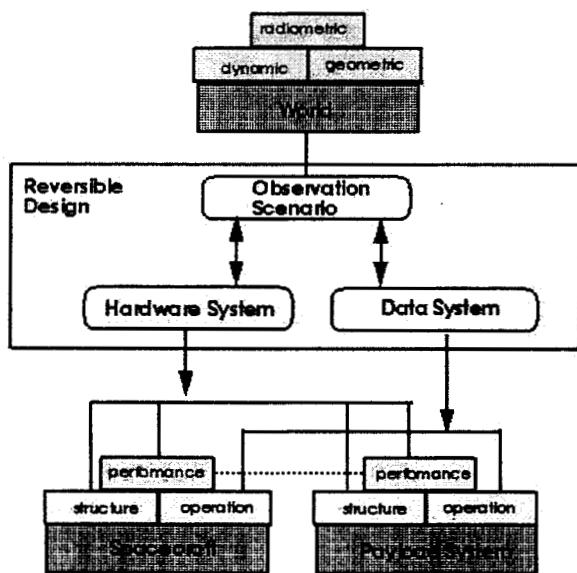 radiometric
dynamic geometric
World
Reversible
Design
Observation
Scenario
Hardware System
Data System
performance performance
structure operation structure operation
Spacecraft Payload System